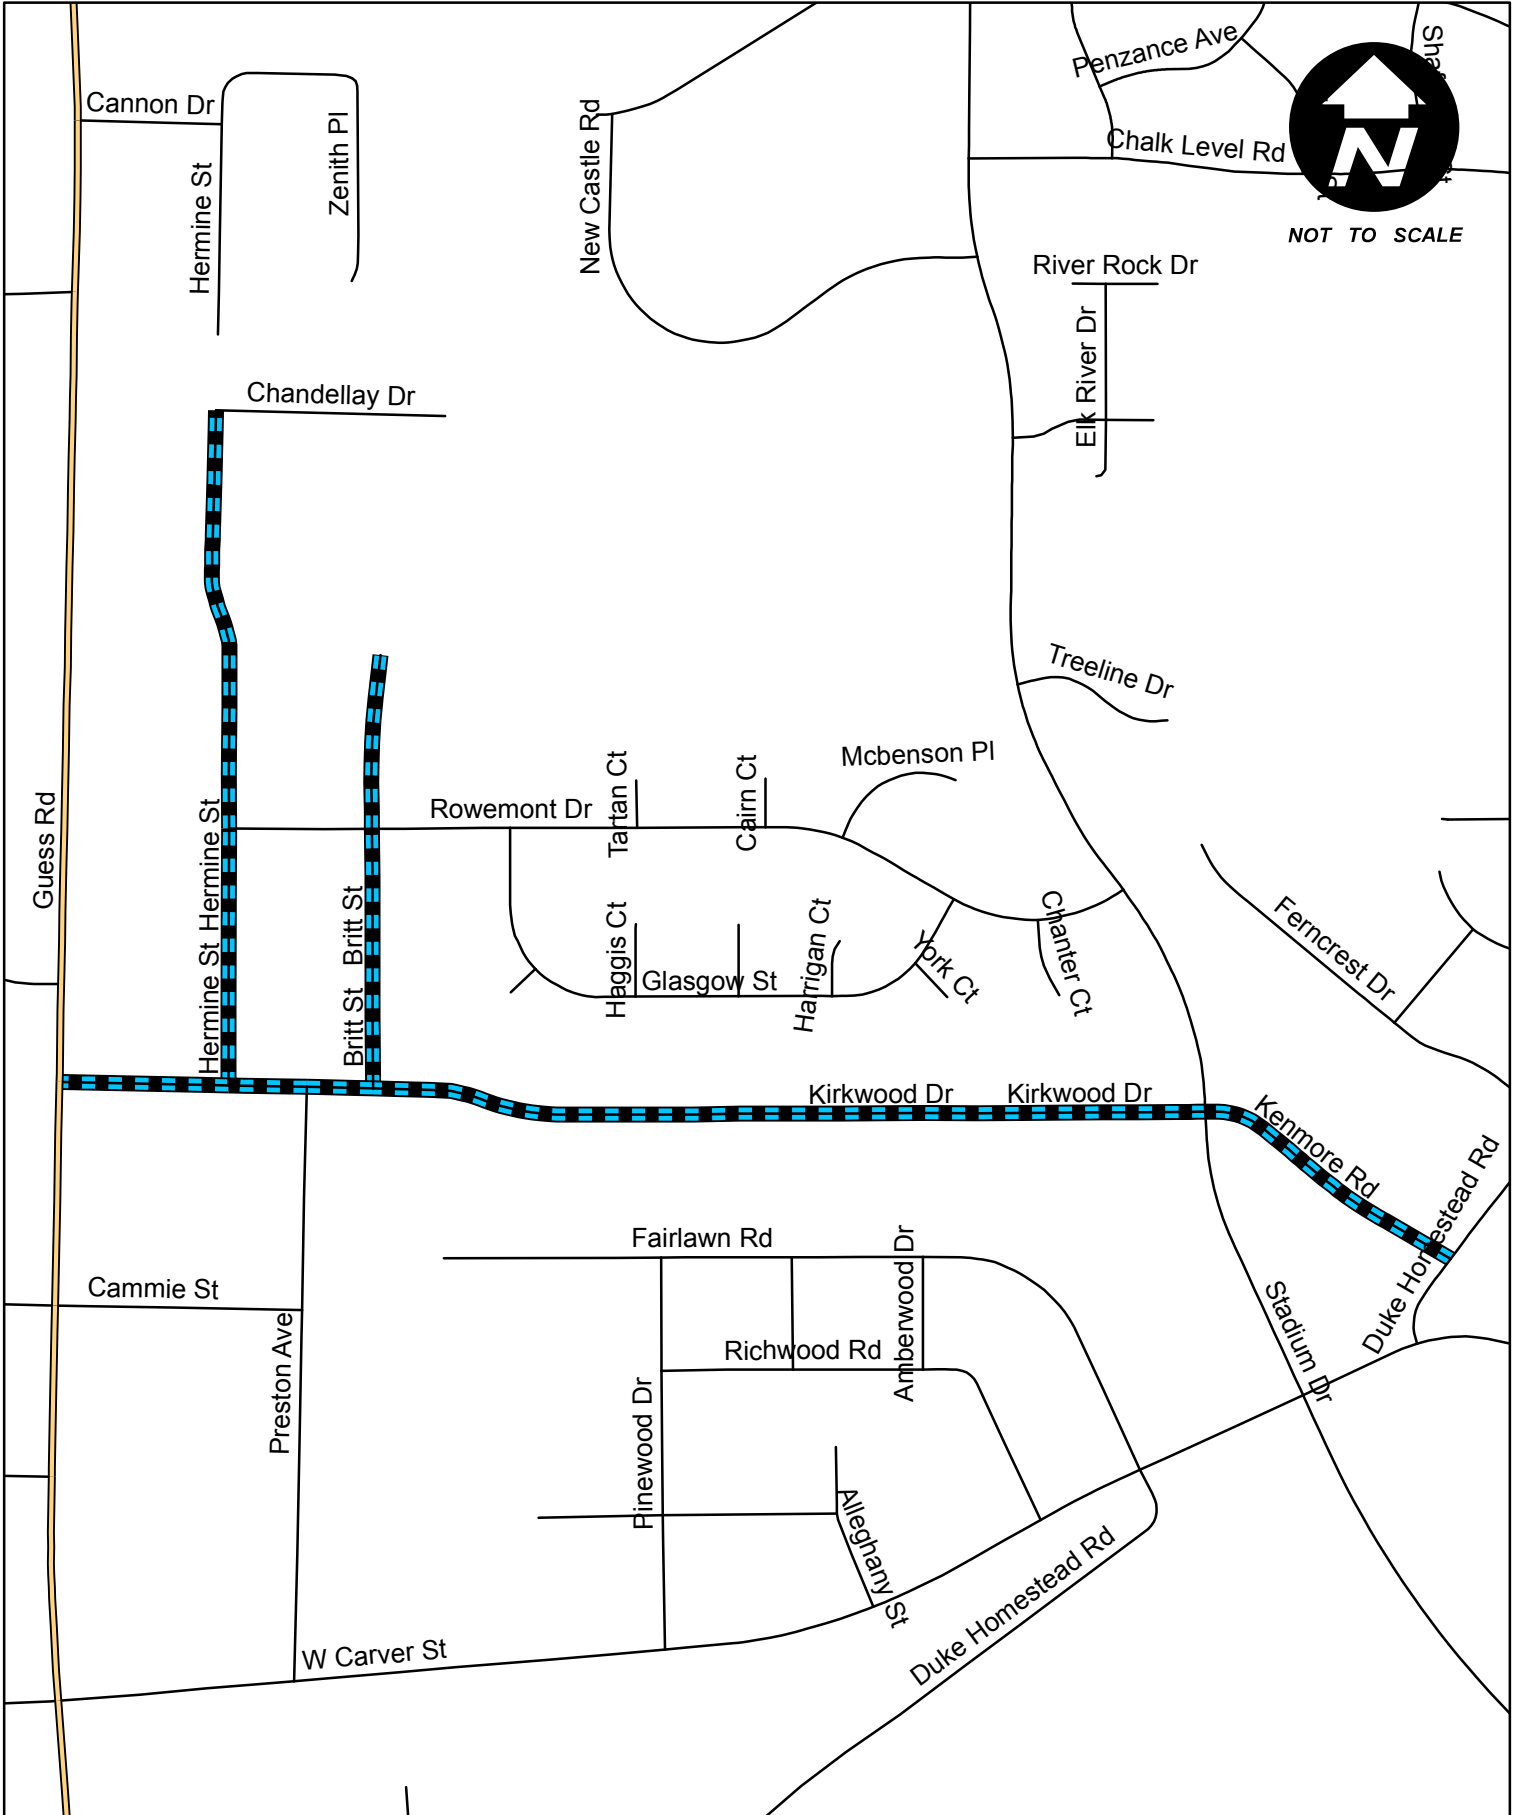 Penzance Ave
Cannon Dr
Zenith Pl
New Castle Rd
Chalk Level Rd
N
Hermine St
NOT TO SCALE
River Rock Dr
Elk River Dr
Chandellay Dr
Treeline Dr
Mcbenson Pl
Tartan Ct
Cairn Ct
Rowemont Dr
Guess Rd
Hermine St
Britt St
Haggis Ct
Harrigan Ct
York Ct
Chanter Ct
Ferncrest Dr
Glasgow St
Hermine St
Britt St
Kirkwood Dr
Kirkwood Dr
Kenmore Rd
Duke Homestead Rd
Fairlawn Rd
Amberwood Dr
Cammie St
Stadium Dr
Preston Ave
Richwood Rd
Pinewood Dr
Alleghany St
Duke Homestead Rd
W Carver St